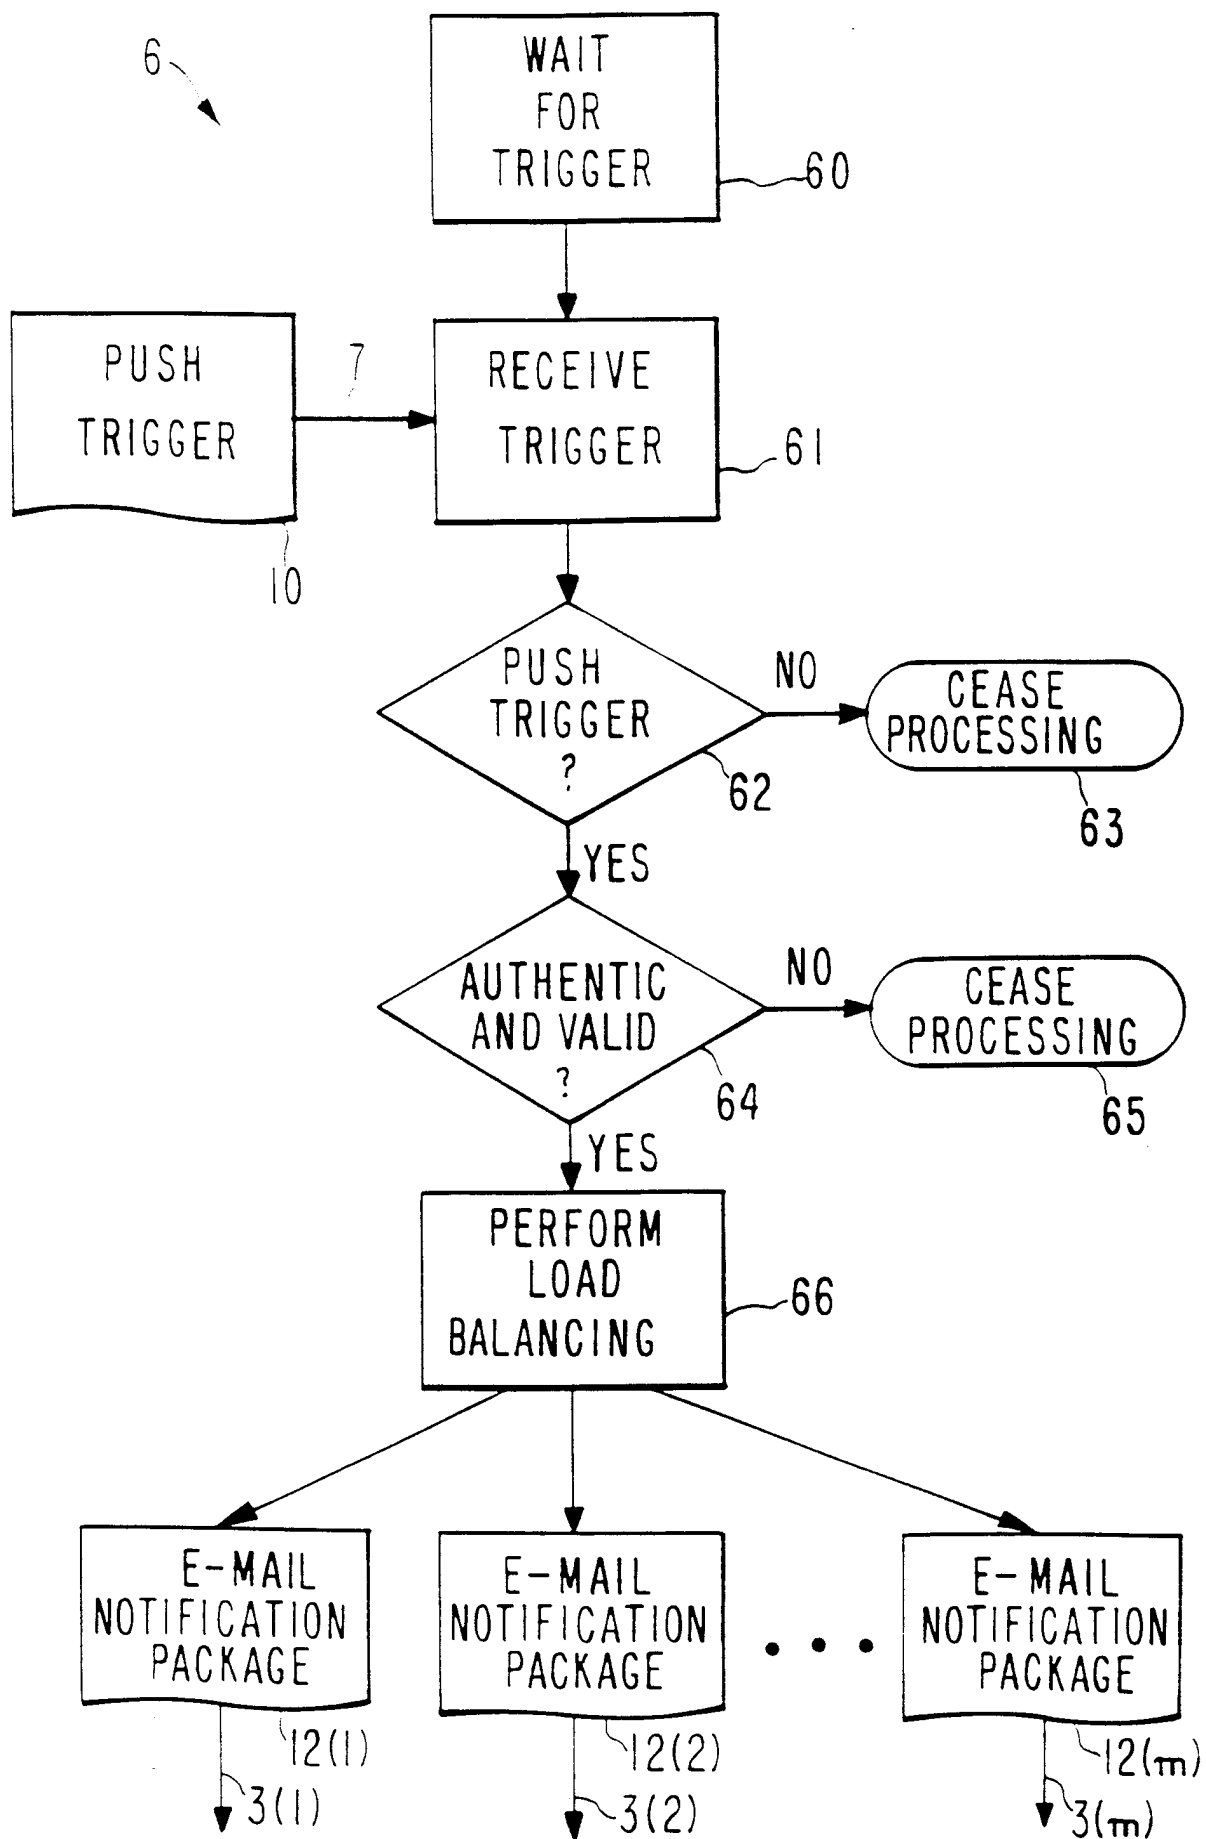 6
WAIT
FOR
TRIGGER
60
PUSH
TRIGGER
10
7
RECEIVE
TRIGGER
61
PUSH
TRIGGER
?
62
NO
CEASE
PROCESSING
63
YES
AUTHENTIC
AND VALID
?
64
NO
CEASE
PROCESSING
65
YES
PERFORM
LOAD
BALANCING
66
E-MAIL
NOTIFICATION
PACKAGE
12(1)
3(1)
E-MAIL
NOTIFICATION
PACKAGE
12(2)
3(2)
• • •
E-MAIL
NOTIFICATION
PACKAGE
12(m)
3(m)